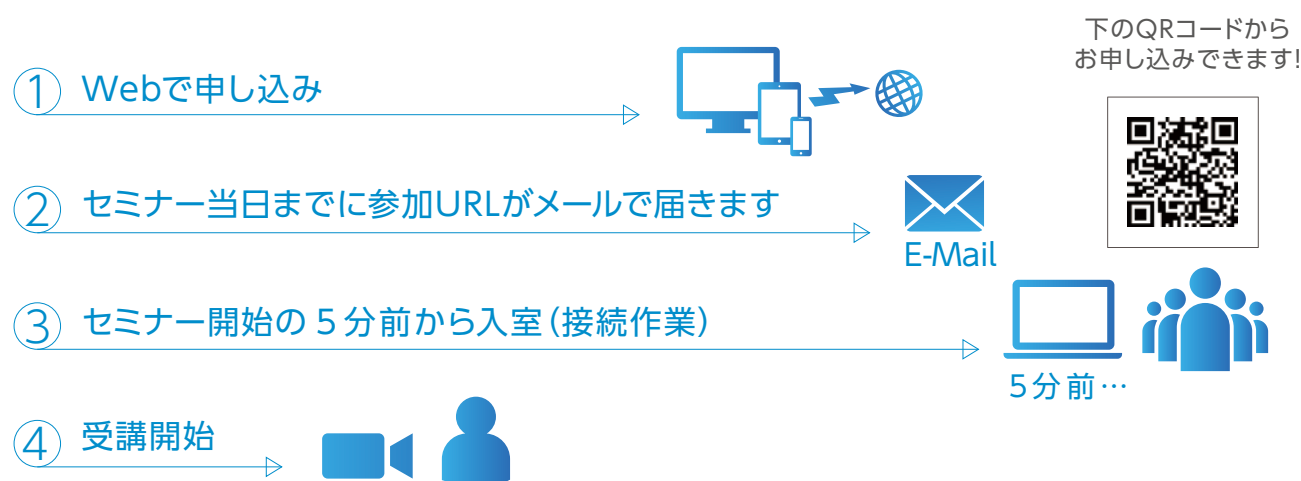 下のQRコードから
お申し込みできます!
① Webで申し込み
② セミナー当日までに参加URLがメールで届きます
E-Mail
③ セミナー開始の5分前から入室(接続作業)
5分前…
④ 受講開始